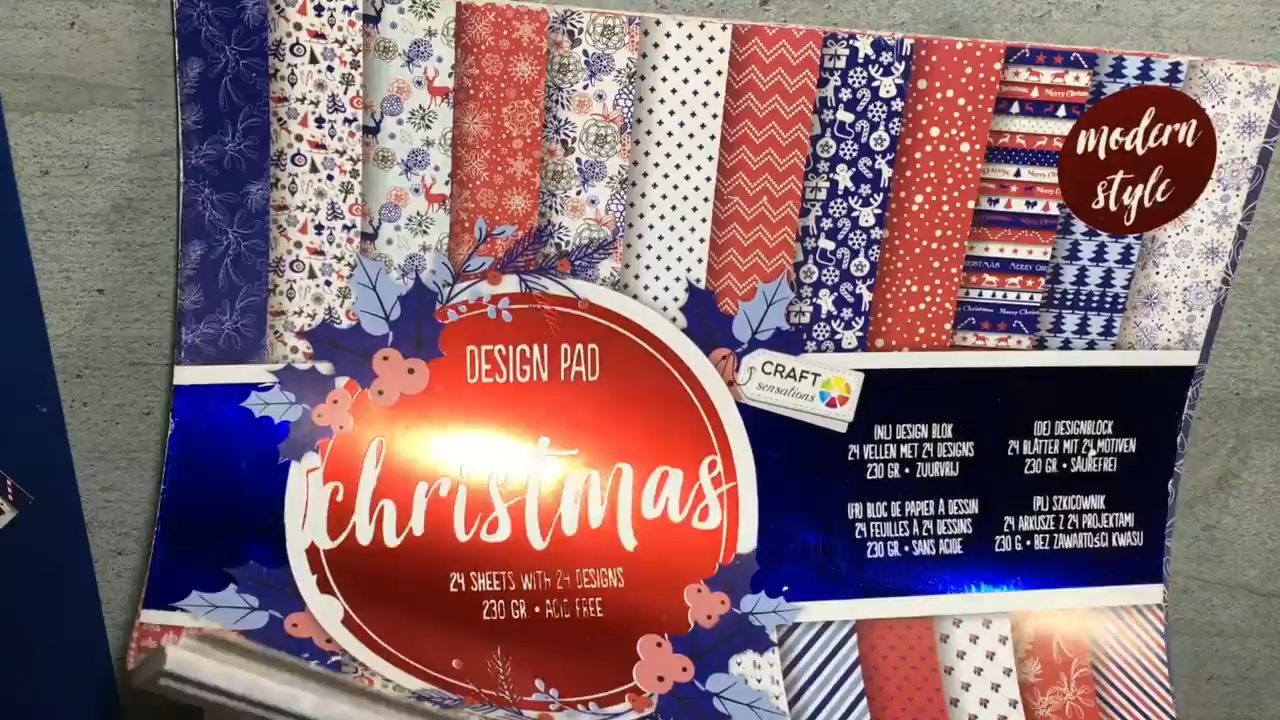 modern
style
DESIGN PAD
christmas
24 SHEETS WITH 24 DESIGNS
230 GR. • ACID FREE
CRAFT
sensations
(NL) DESIGN BLOK
24 VELLEN MET 24 DESIGNS
230 GR. • ZUURVRIJ
(DE) DESIGNBLOCK
24 BLÄTTER MIT 24 MOTIVEN
230 GR. • SÄUREFREI
(FR) BLOC DE PAPIER À DESSIN
24 FEUILLES À 24 DESSINS
230 GR. • SANS ACIDE
(PL) SZKICOWNIK
24 ARKUSZE Z 24 PROJEKTAMI
230 G. • BEZ ZAWARTOŚCI KWASU